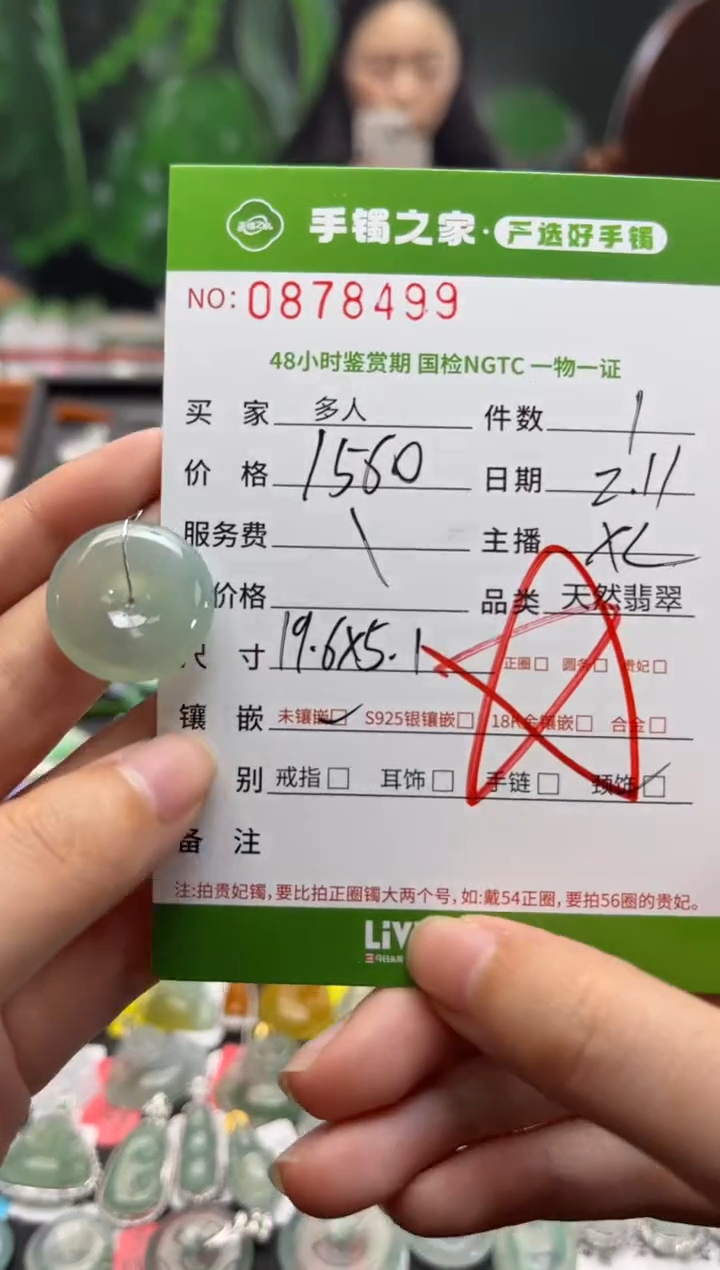 手镯之家·严选好手镯
NO: 0878499
48小时鉴赏期 国检NGTC 一物一证
买 家 多人 件数 1
价 格 1560 日期 2.11
服务费 \ 主播 XL
价格 品类 天然翡翠
尺 寸 19.6X5.1 正圈□ 圆条□ 贵妃□
镶 嵌 未镶嵌☑ S925银镶嵌□ 18K金镶嵌□ 合金□
别 戒指□ 耳饰□ 手链□ 颈饰☑
备 注
注:拍贵妃镯,要比拍正圈镯大两个号,如:戴54正圈,要拍56圈的贵妃。
LiV